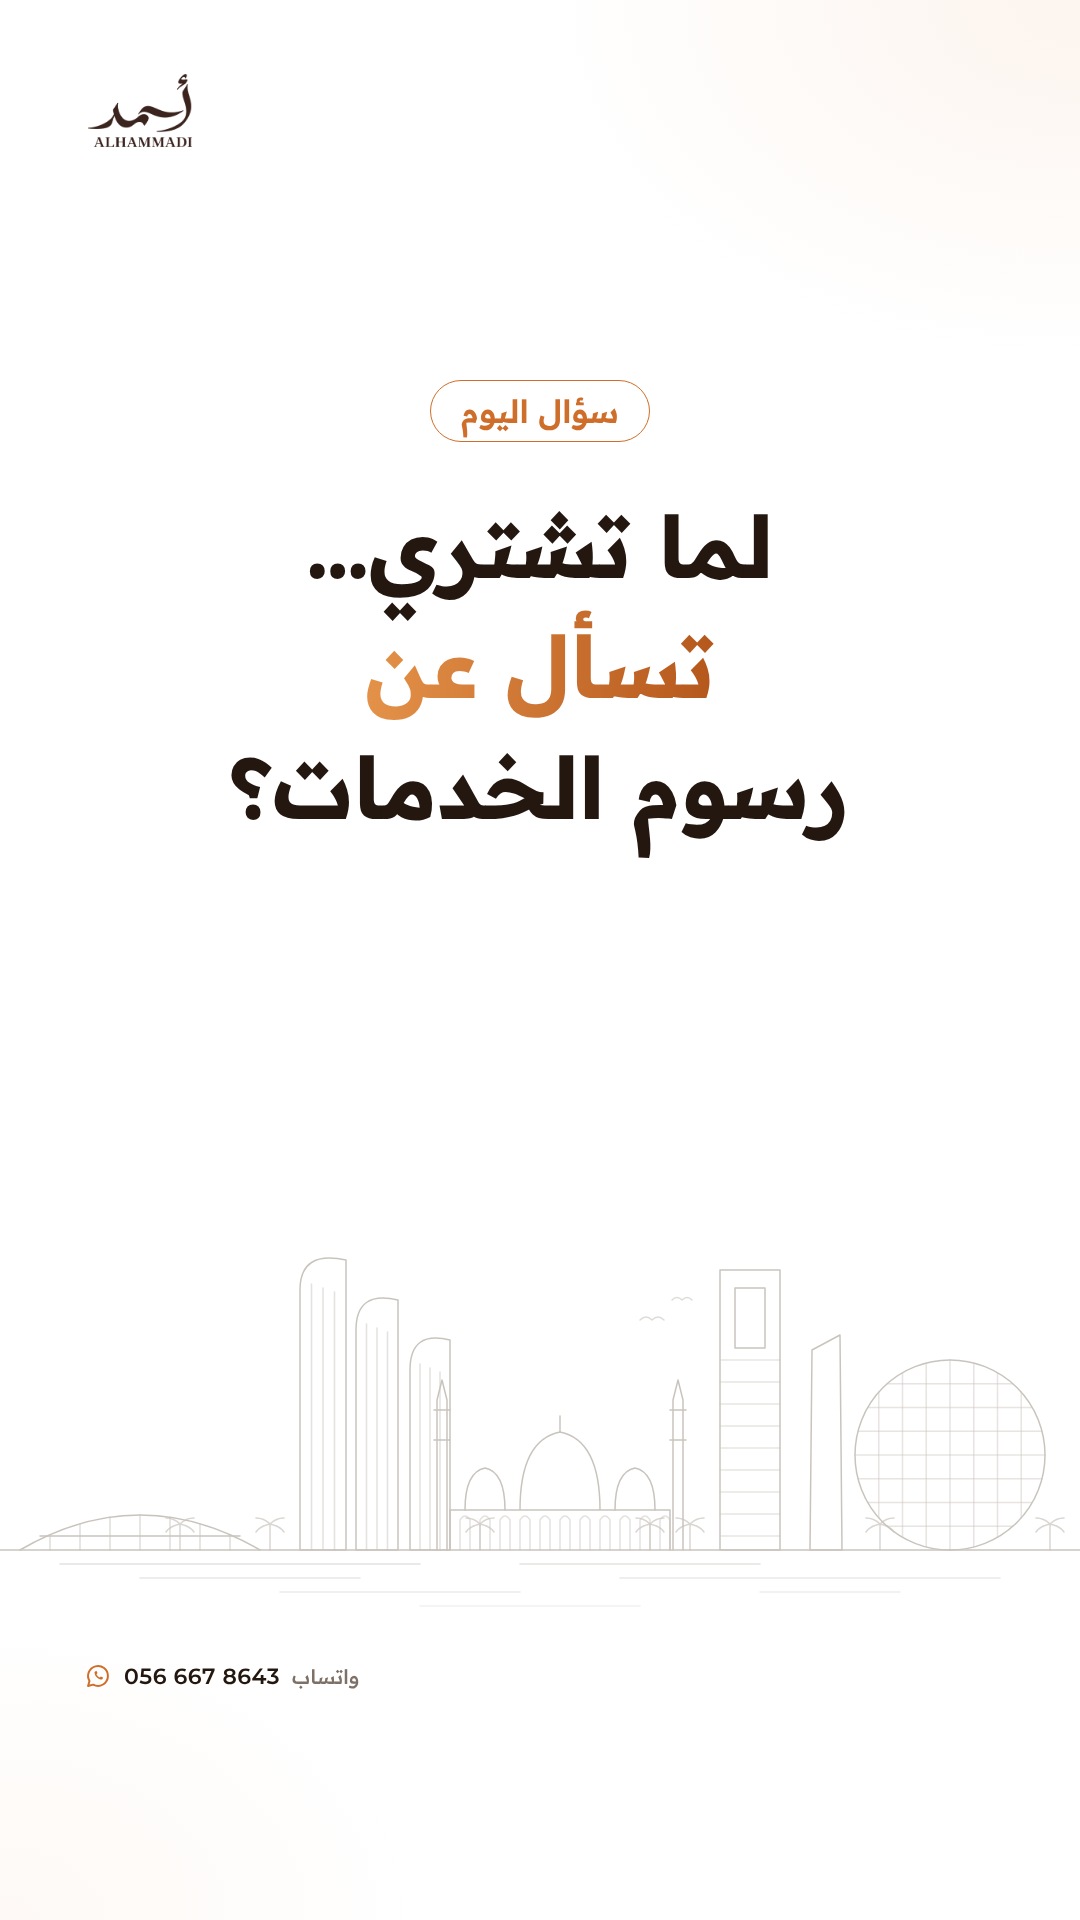 أحمد
ALHAMMADI
سؤال اليوم
لما تشتري...
تسأل عن
رسوم الخدمات؟
056 667 8643 واتساب